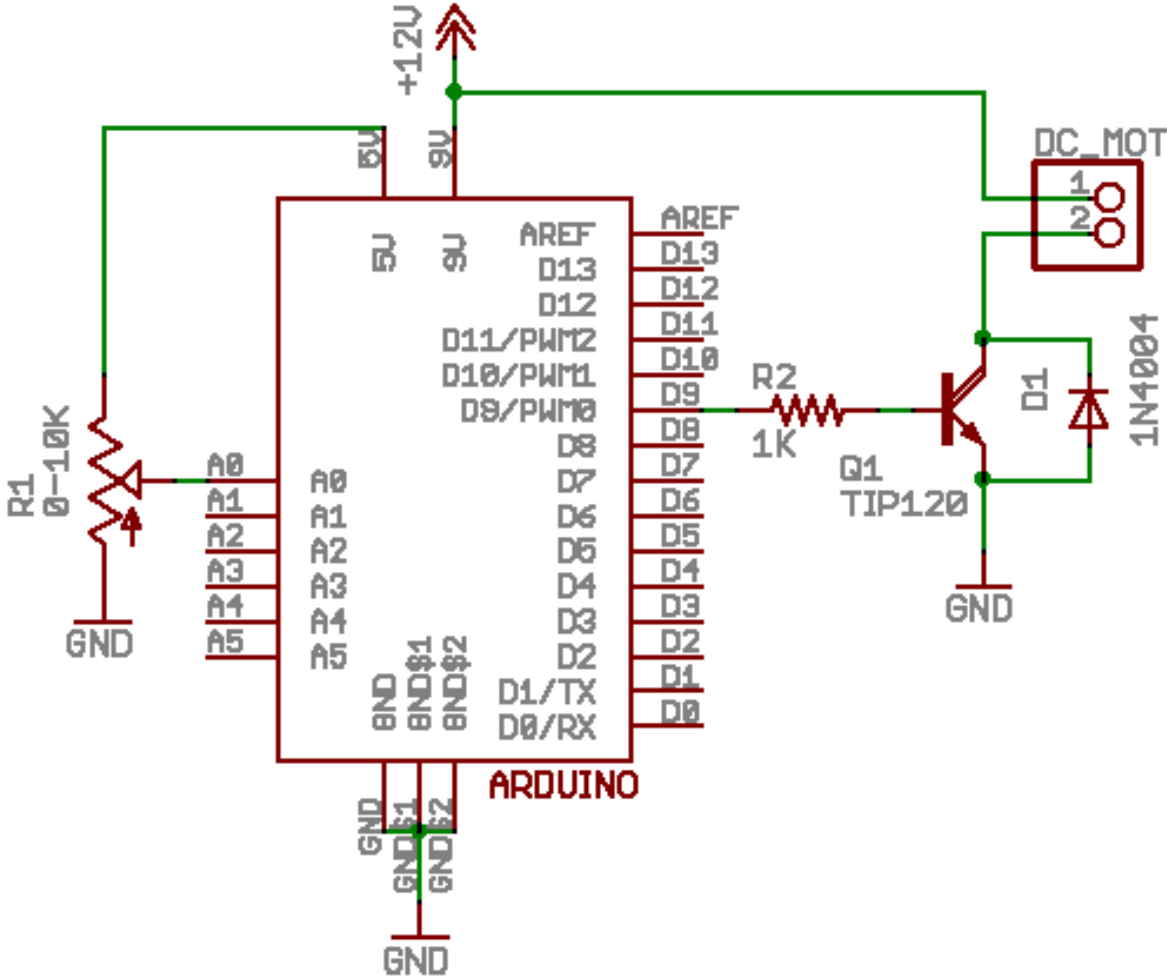 +12V
5V
9V
DC_MOT
1
2
5V
9V
AREF
AREF
D13
D13
D12
D12
D11/PWM2
D11
D10/PWM1
D10
D9/PWM0
D9
R2
1K
D1
1N4004
D8
D8
D7
D7
Q1
TIP120
R1
0-10K
A0
A0
A1
A1
D6
D6
A2
A2
D5
D5
A3
A3
D4
D4
A4
A4
D3
D3
A5
A5
D2
D2
GND
GND
GND
GND$1
GND$2
D1/TX
D1
D0/RX
D0
ARDUINO
GND
GND$1
GND$2
GND